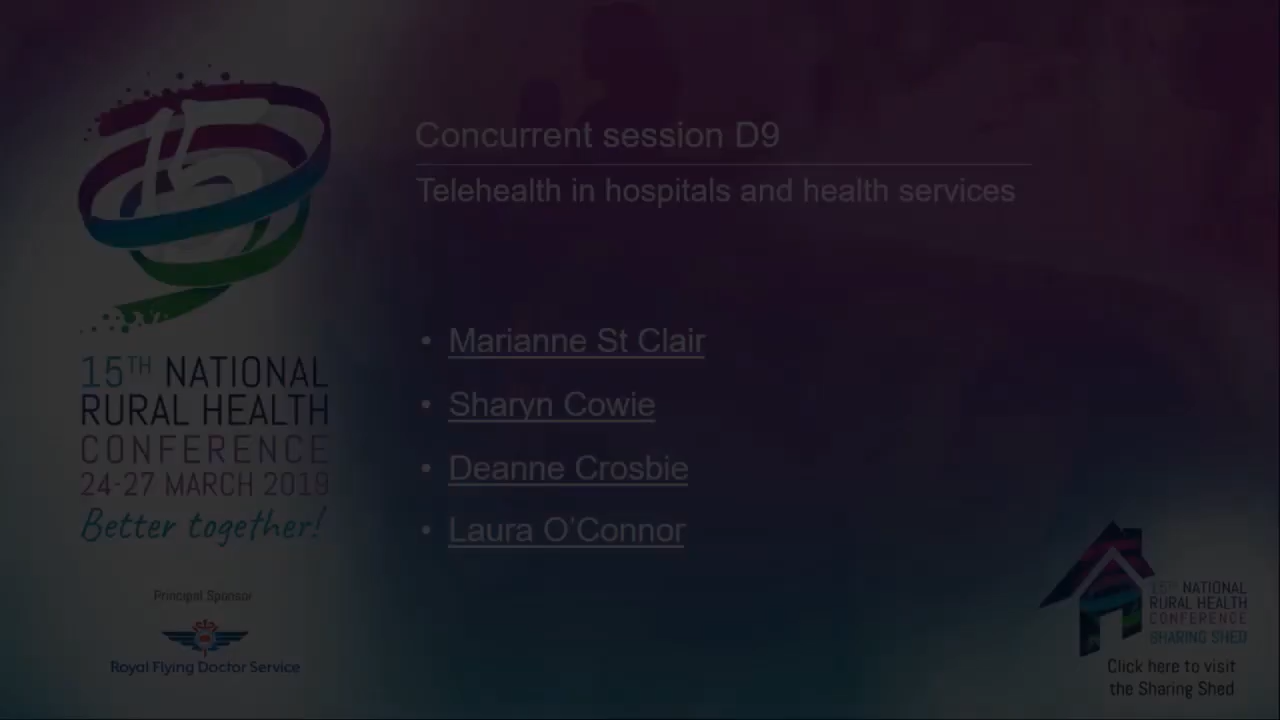 Concurrent session D9
Telehealth in hospitals and health services
• Marianne St Clair
• Sharyn Cowie
• Deanne Crosbie
• Laura O'Connor
15
15TH NATIONAL
RURAL HEALTH
CONFERENCE
24-27 MARCH 2019
Better together!
Principal Sponsor
Royal Flying Doctor Service
15TH NATIONAL
RURAL HEALTH
CONFERENCE
SHARING SHED
Click here to visit
the Sharing Shed